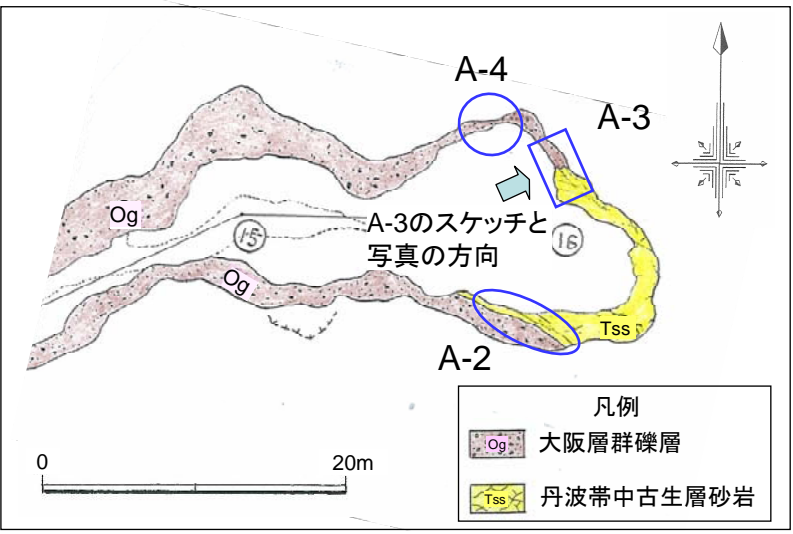 A-4
A-3
Og
A-3のスケッチと
写真の方向
15
16
Og
Tss
A-2
凡例
Og 大阪層群礫層
Tss 丹波帯中古生層砂岩
0 20m